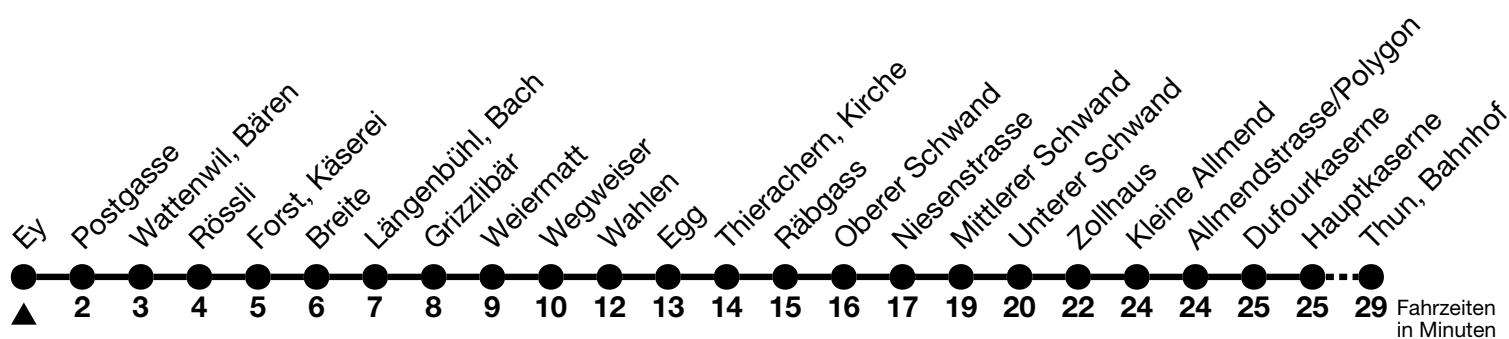 Ey
Postgasse
Wattenwil, Bären
Rössli
Forst, Käserei
Breite
Längenbühl, Bach
Grizzlibär
Weiermatt
Wegweiser
Wahlen
Egg
Thierachern, Kirche
Räbgass
Oberer Schwand
Niesenstrasse
Mittlerer Schwand
Unterer Schwand
Zollhaus
Kleine Allmend
Allmendstrasse/Polygon
Dufourkaserne
Hauptkaserne
Thun, Bahnhof
2 3 4 5 6 7 8 9 10 12 13 14 15 16 17 19 20 22 24 24 25 25 29
Fahrzeiten
in Minuten